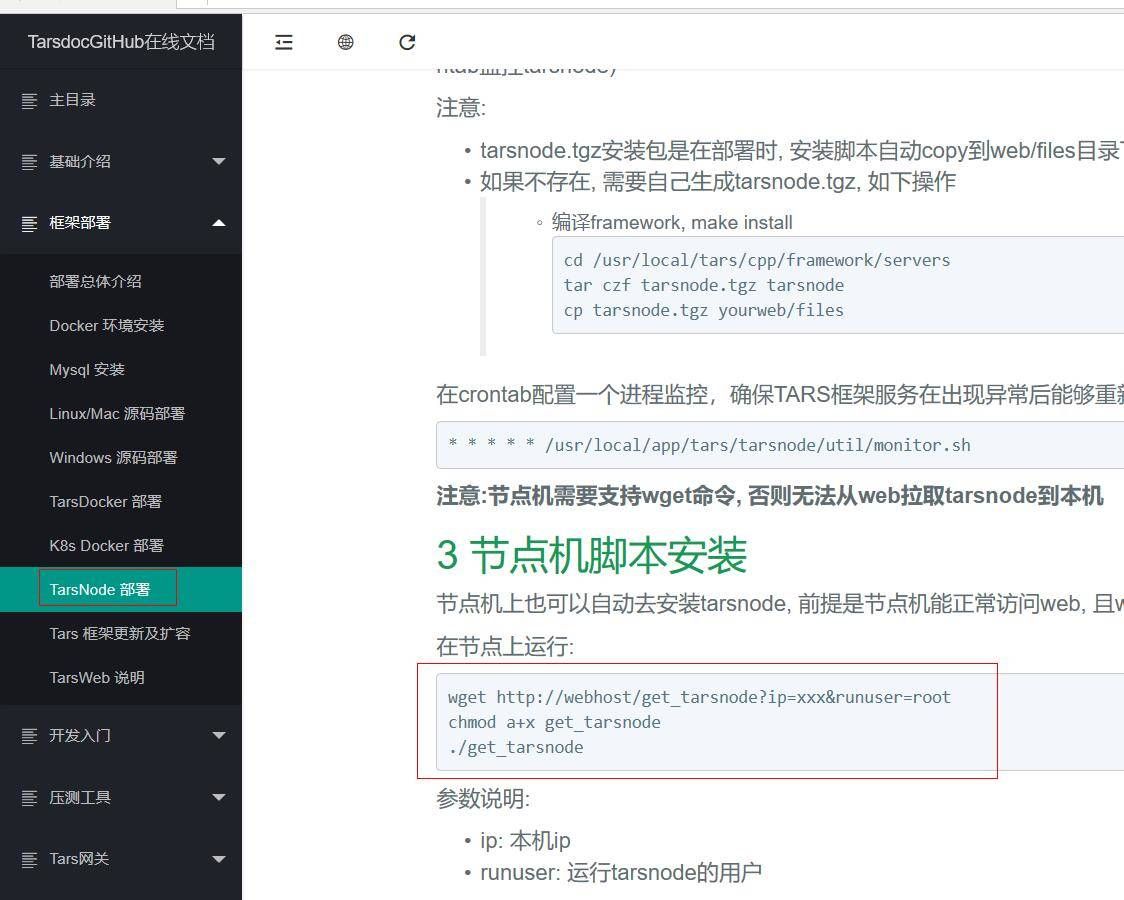 TarsdocGitHub在线文档
主目录
基础介绍
框架部署
部署总体介绍
Docker 环境安装
Mysql 安装
Linux/Mac 源码部署
Windows 源码部署
TarsDocker 部署
K8s Docker 部署
TarsNode 部署
Tars 框架更新及扩容
TarsWeb 说明
开发入门
压测工具
Tars网关
ntab监控tarsnode)
注意:
• tarsnode.tgz安装包是在部署时, 安装脚本自动copy到web/files目录
• 如果不存在, 需要自己生成tarsnode.tgz, 如下操作
◦ 编译framework, make install
cd /usr/local/tars/cpp/framework/servers
tar czf tarsnode.tgz tarsnode
cp tarsnode.tgz yourweb/files
在crontab配置一个进程监控，确保TARS框架服务在出现异常后能够重
* * * * * /usr/local/app/tars/tarsnode/util/monitor.sh
注意:节点机需要支持wget命令, 否则无法从web拉取tarsnode到本机
3 节点机脚本安装
节点机上也可以自动去安装tarsnode, 前提是节点机能正常访问web, 且w
在节点上运行:
wget http://webhost/get_tarsnode?ip=xxx&runuser=root
chmod a+x get_tarsnode
./get_tarsnode
参数说明:
• ip: 本机ip
• runuser: 运行tarsnode的用户